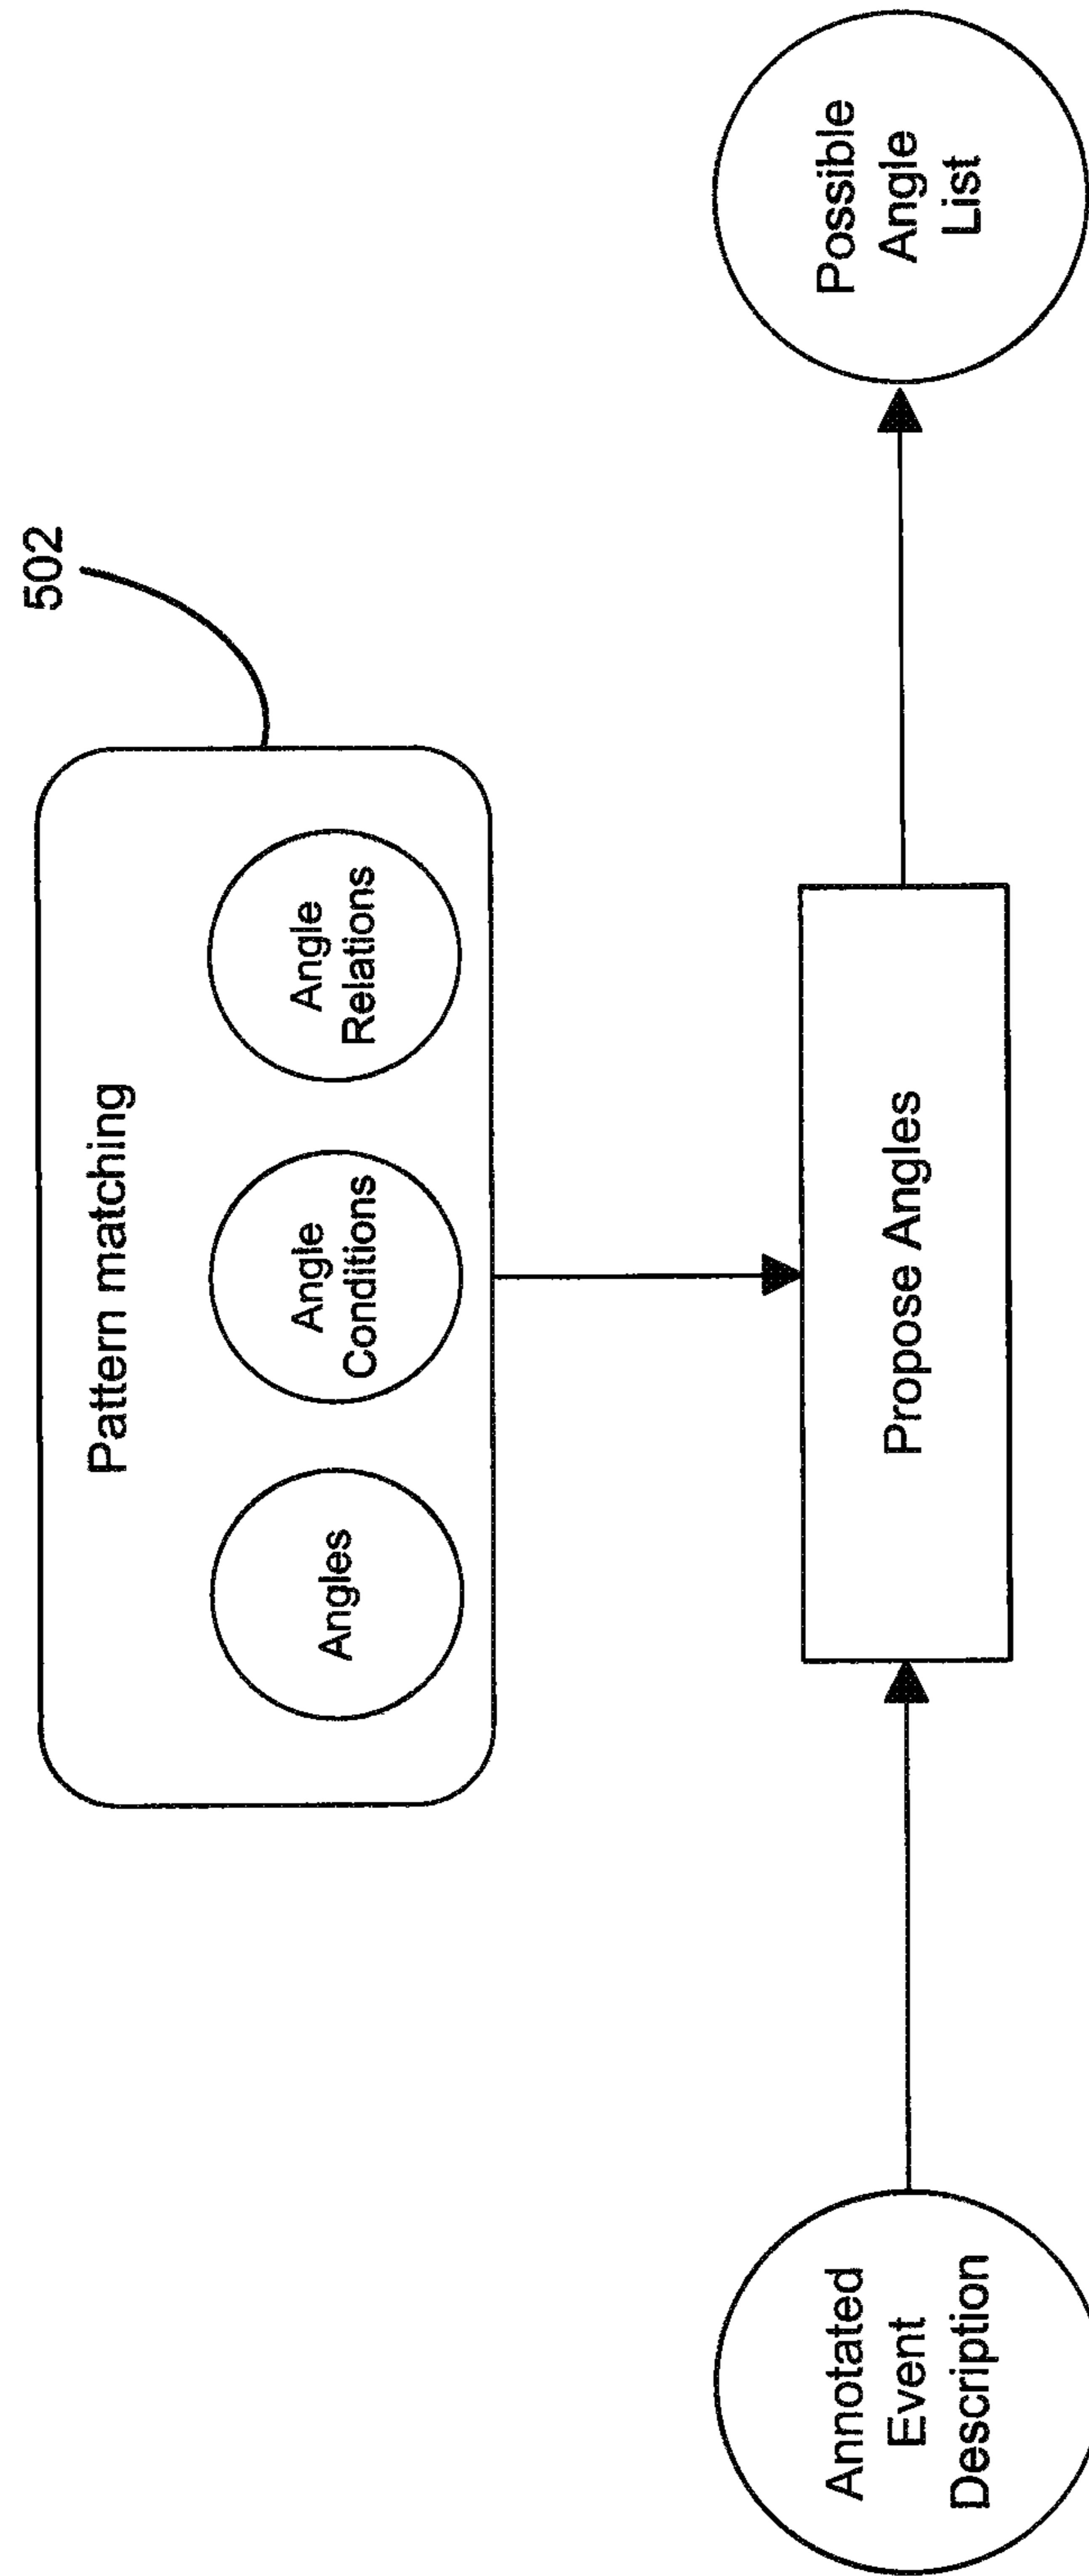 502
Pattern matching
Angles
Angle
Conditions
Angle
Relations
Annotated
Event
Description
Propose Angles
Possible
Angle
List